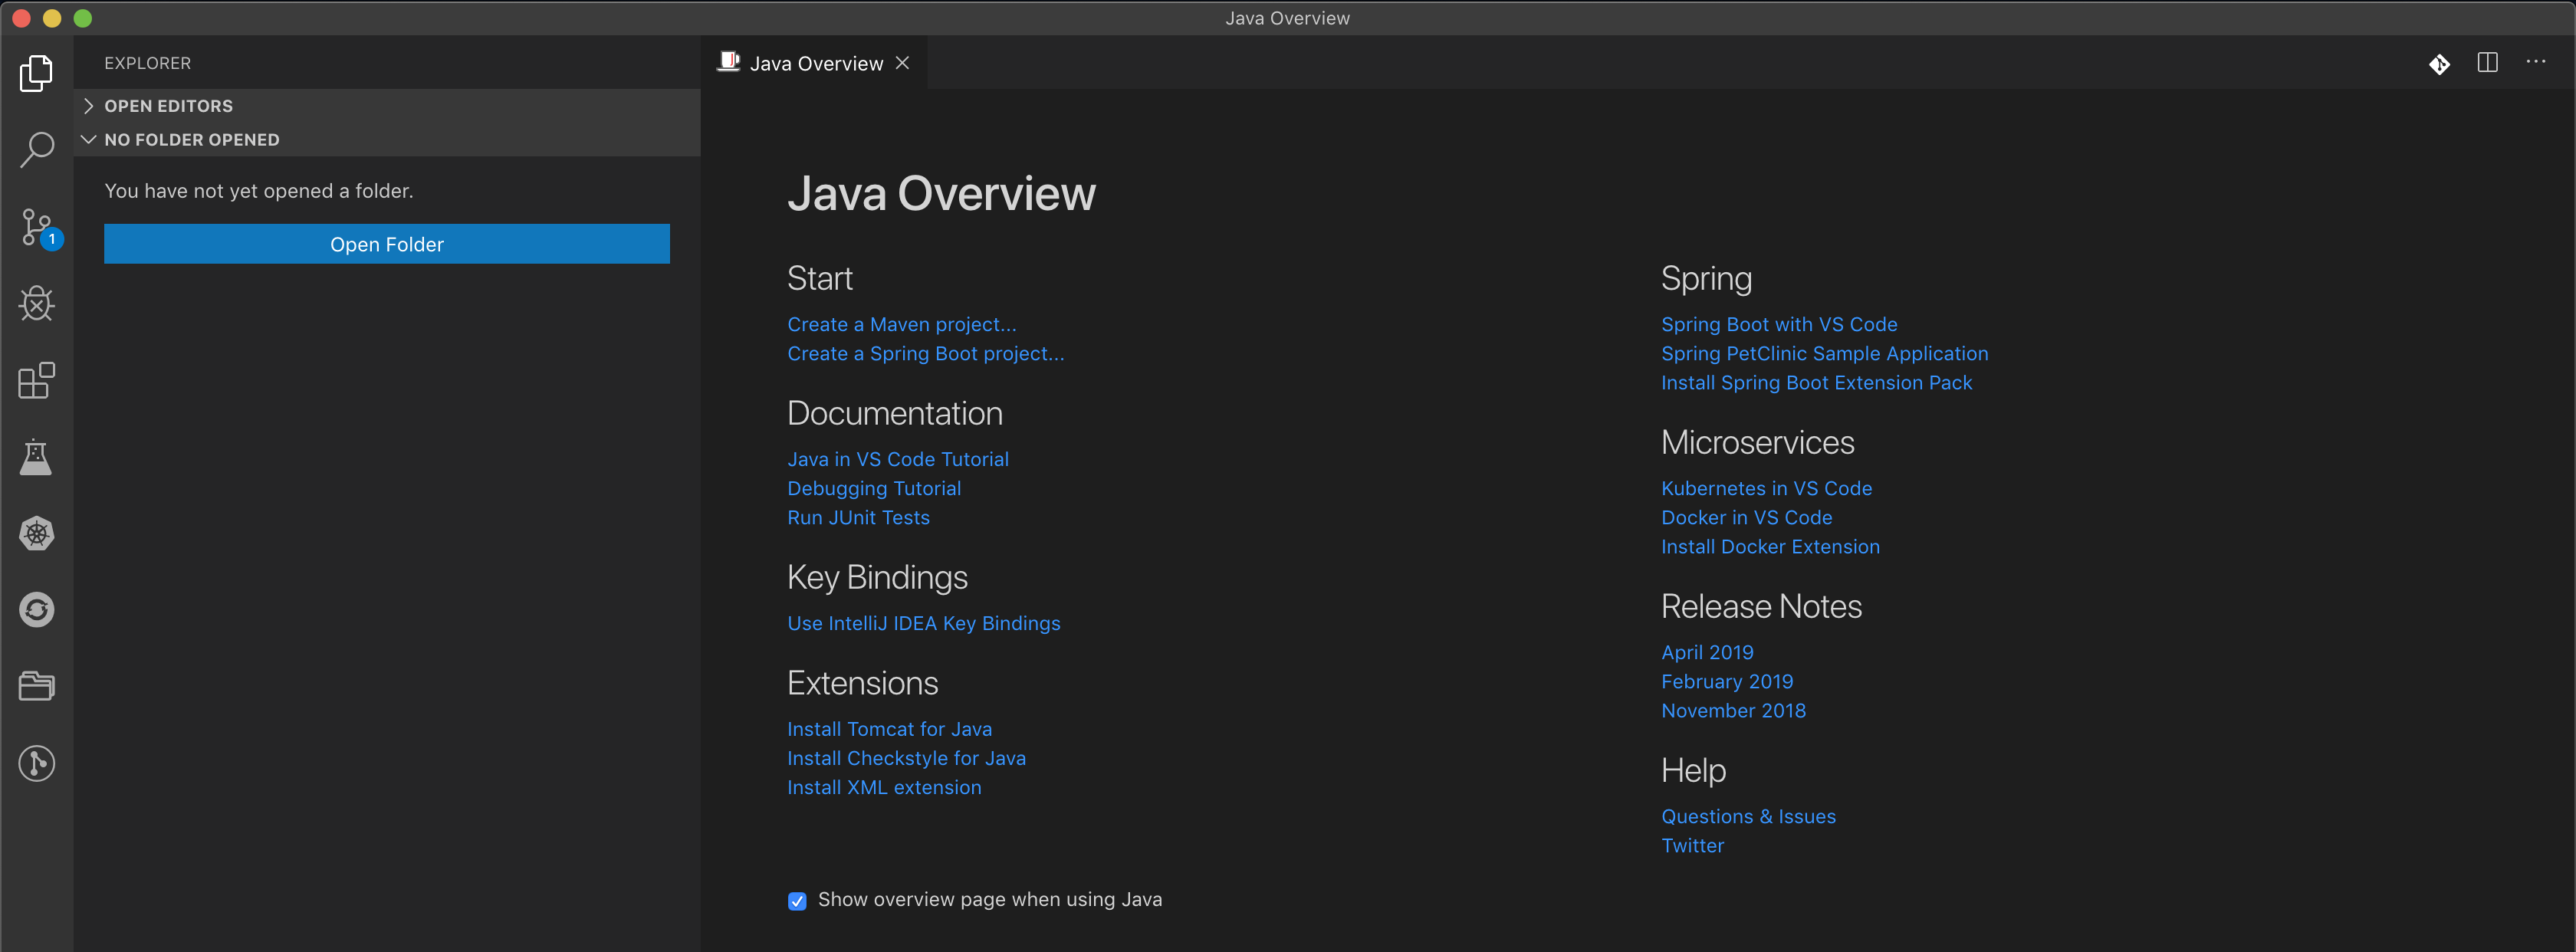 Java Overview
EXPLORER
OPEN EDITORS
NO FOLDER OPENED
You have not yet opened a folder.
Open Folder
1
Java Overview
Java Overview
Start
Create a Maven project...
Create a Spring Boot project...
Documentation
Java in VS Code Tutorial
Debugging Tutorial
Run JUnit Tests
Key Bindings
Use IntelliJ IDEA Key Bindings
Extensions
Install Tomcat for Java
Install Checkstyle for Java
Install XML extension
Spring
Spring Boot with VS Code
Spring PetClinic Sample Application
Install Spring Boot Extension Pack
Microservices
Kubernetes in VS Code
Docker in VS Code
Install Docker Extension
Release Notes
April 2019
February 2019
November 2018
Help
Questions & Issues
Twitter
Show overview page when using Java